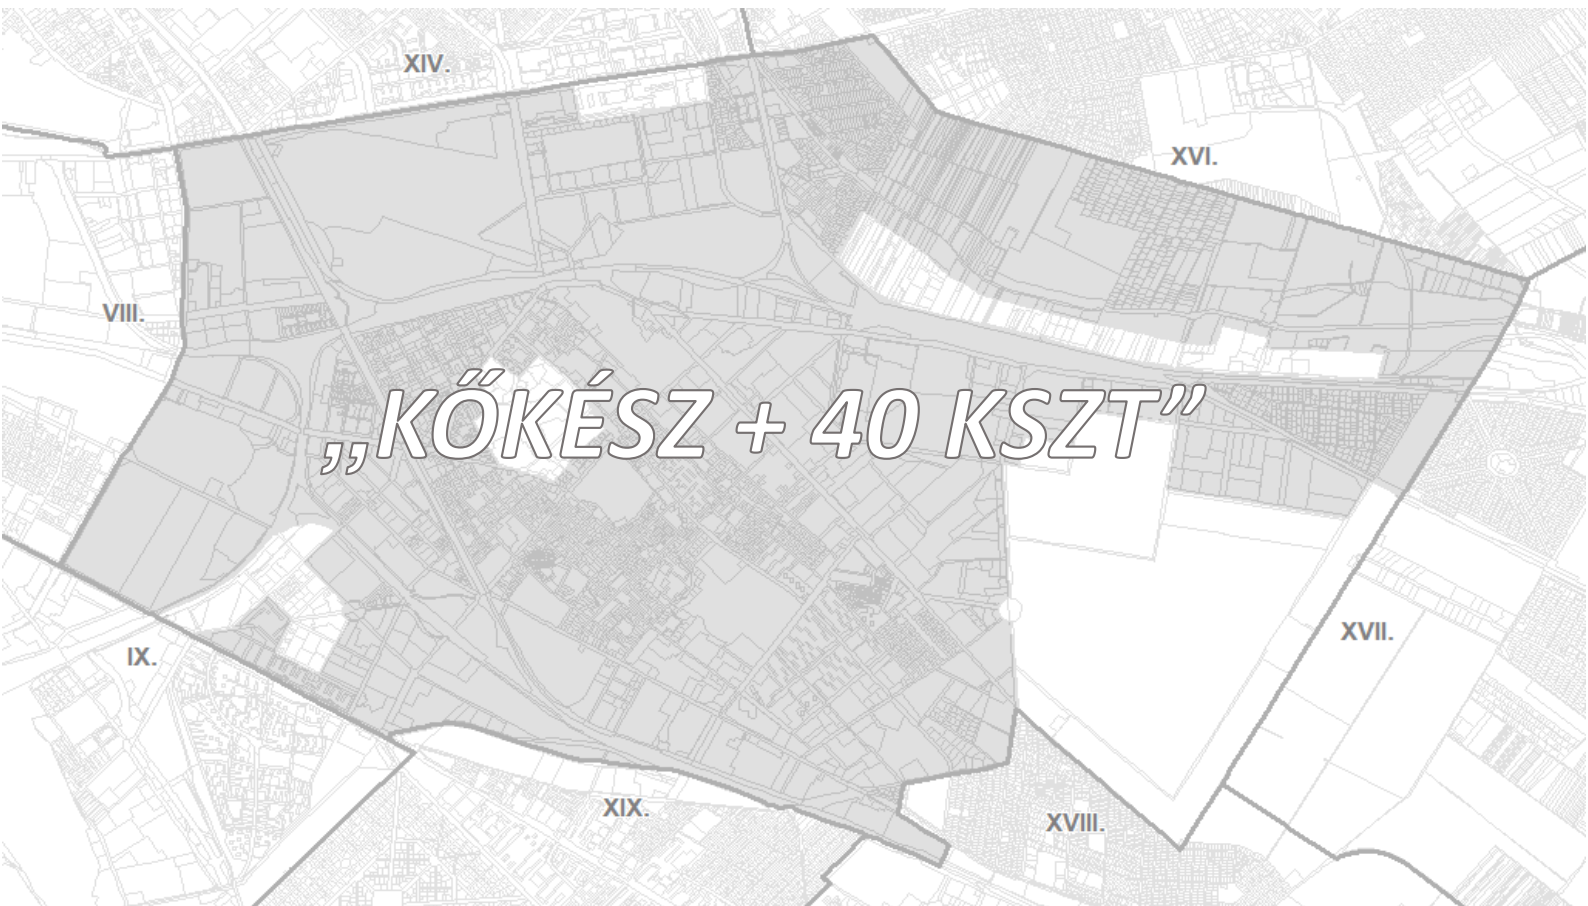 XIV.
XVI.
VIII.
„KŐKÉSZ + 40 KSZT”
XVII.
IX.
XIX.
XVIII.